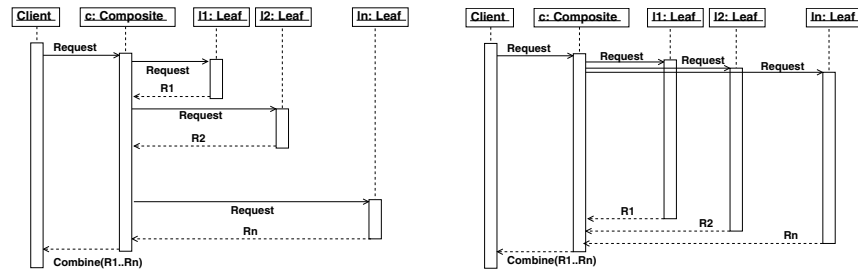 Client
c: Composite
l1: Leaf
l2: Leaf
ln: Leaf
Request
Request
R1
Request
R2
Request
Rn
Combine(R1..Rn)
Client
c: Composite
l1: Leaf
l2: Leaf
ln: Leaf
Request
Request
Request
Request
R1
R2
Rn
Combine(R1..Rn)